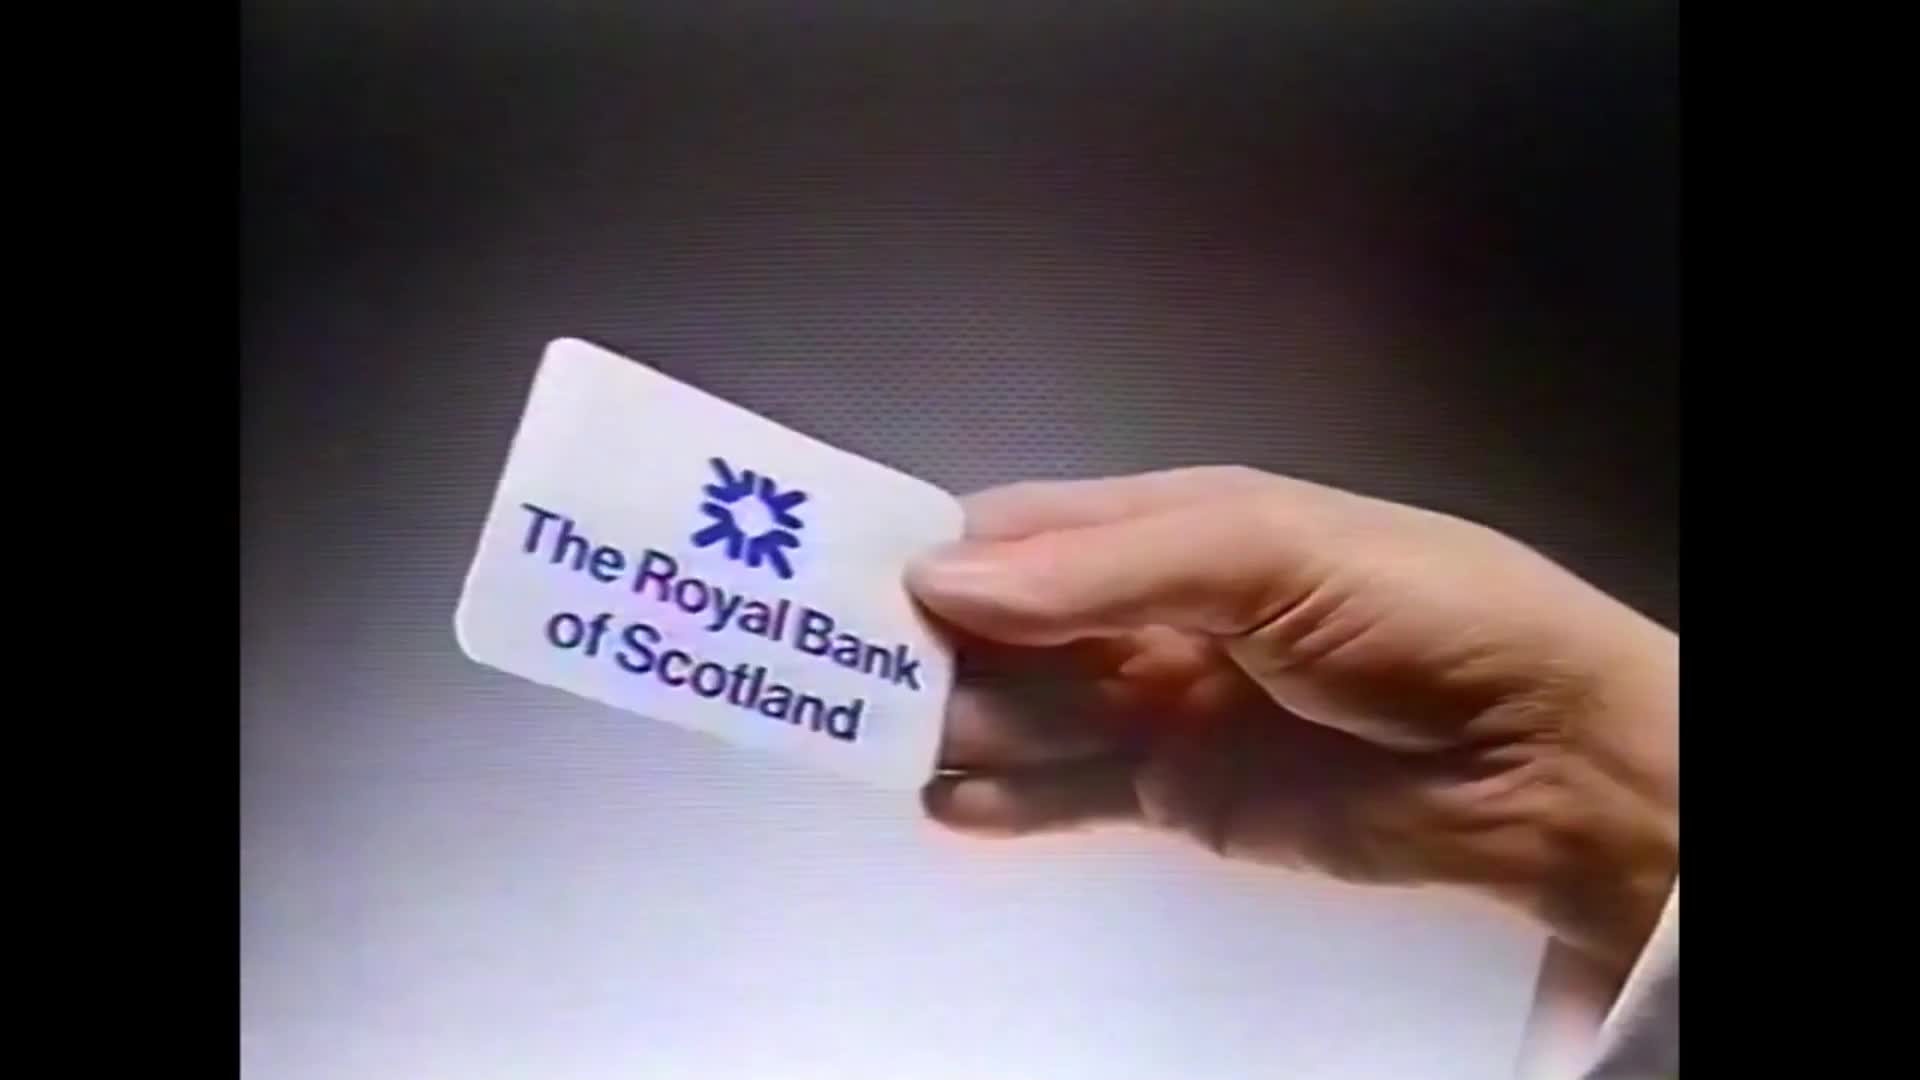 The Royal Bank
of Scotland